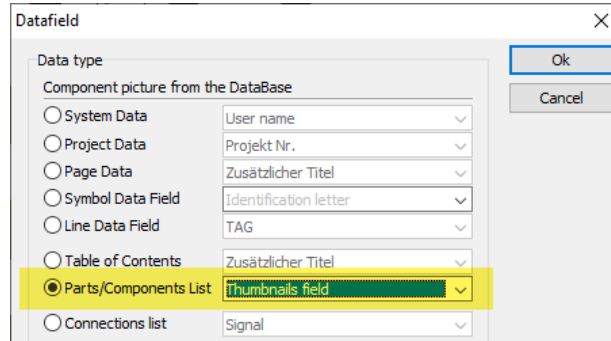 Datafield
Data type
Ok
Component picture from the DataBase
Cancel
System Data User name
Project Data Projekt Nr.
Page Data Zusätzlicher Titel
Symbol Data Field Identification letter
Line Data Field TAG
Table of Contents Zusätzlicher Titel
Parts/Components List Thumbnails field
Connections list Signal